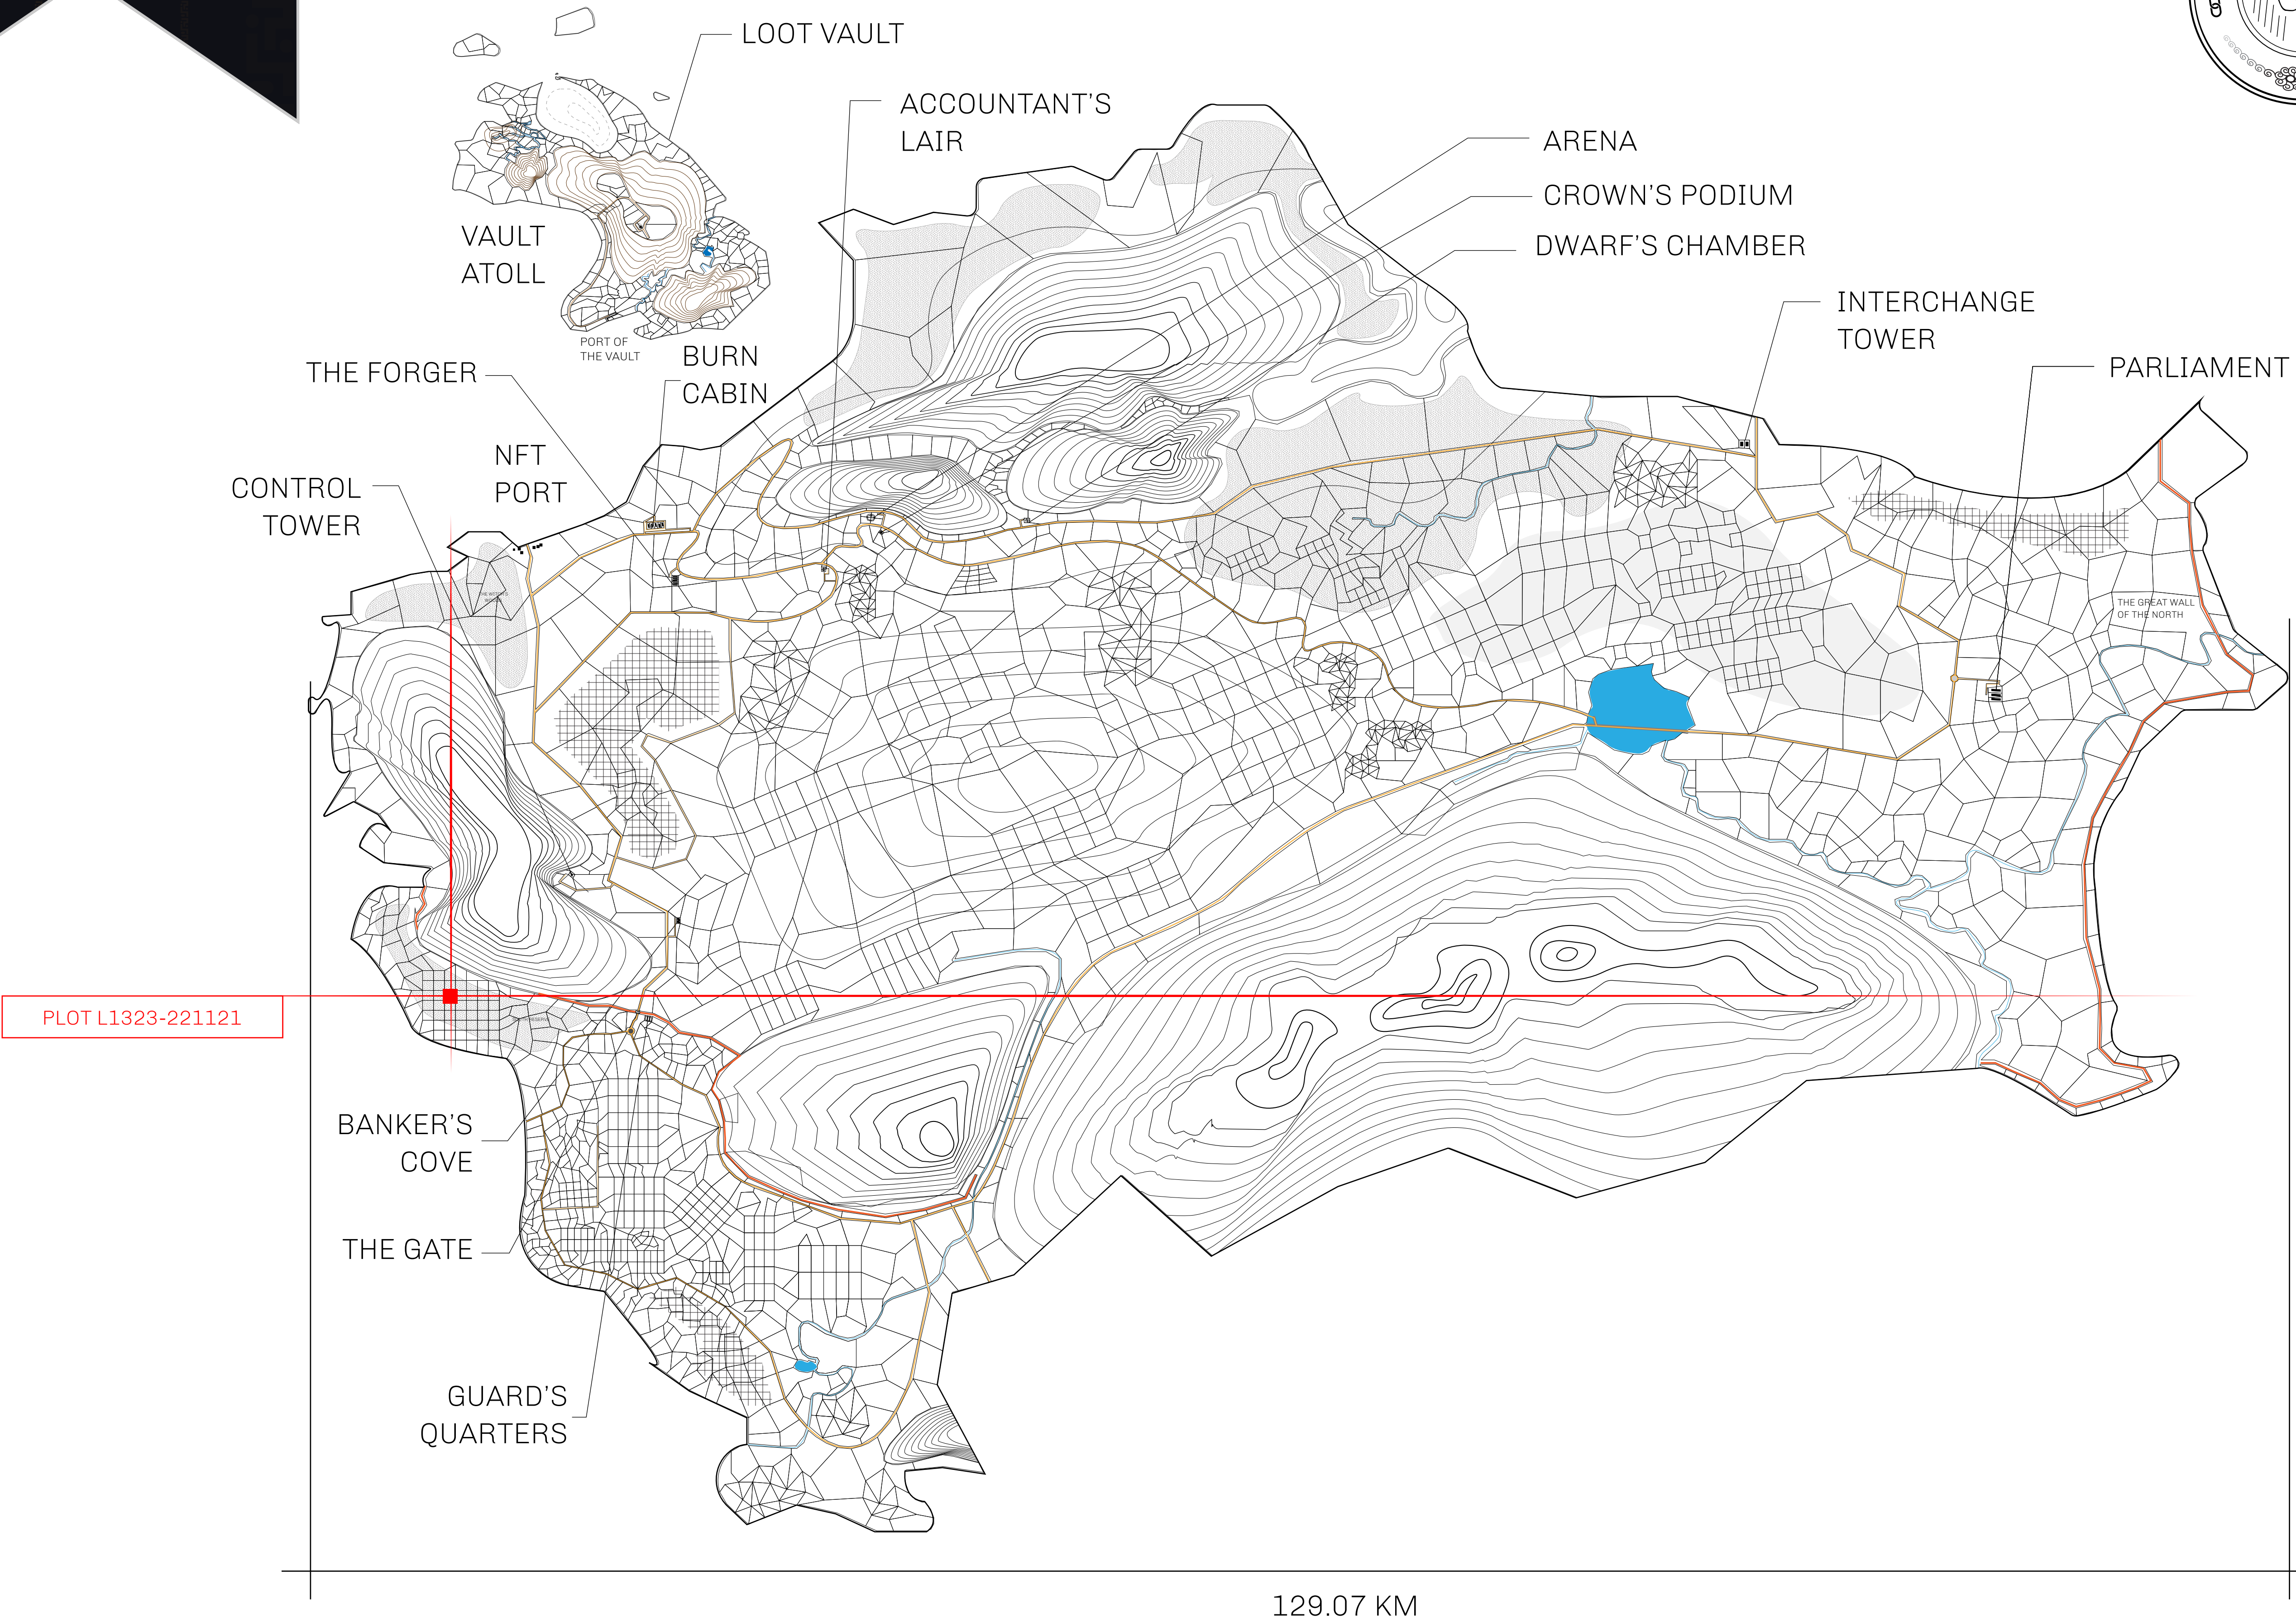 LOOT VAULT
ACCOUNTANT'S
LAIR
ARENA
CROWN'S PODIUM
DWARF'S CHAMBER
VAULT
ATOLL
INTERCHANGE
TOWER
PORT OF
THE VAULT
BURN
CABIN
THE FORGER
PARLIAMENT
NFT
PORT
CONTROL
TOWER
THE GREAT WALL
OF THE NORTH
PLOT L1323-221121
BANKER'S
COVE
THE GATE
GUARD'S
QUARTERS
129.07 KM